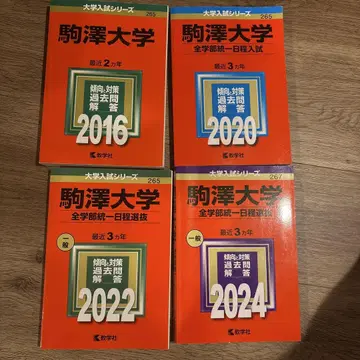 大学入試シリーズ
265
駒澤大学
最近2カ年
傾向と対策
過去問
解答
2016
教学社
大学入試シリーズ
265
駒澤大学
全学部統一日程入試
最近3カ年
傾向と対策
過去問
解答
2020
教学社
大学入試シリーズ
265
駒澤大学
全学部統一日程選抜
一般
最近3カ年
傾向と対策
過去問
解答
2022
教学社
大学入試シリーズ
267
駒澤大学
全学部統一日程選抜
一般
最近3カ年
傾向と対策
過去問
解答
2024
教学社